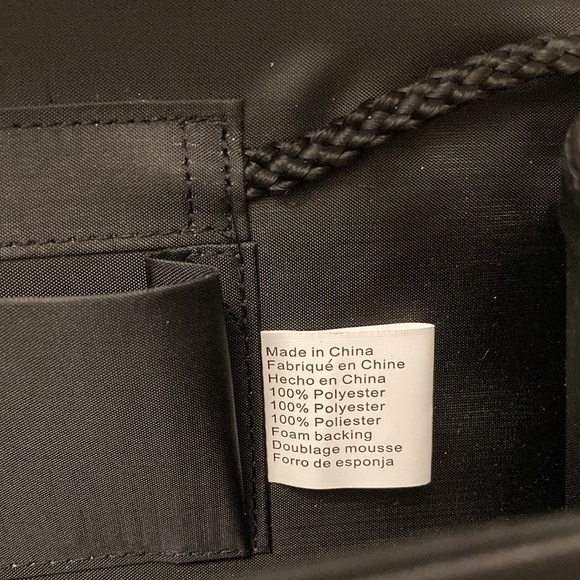 Made in China
Fabriqué en Chine
Hecho en China
100% Polyester
100% Polyester
100% Poliester
Foam backing
Doublage mousse
Forro de esponja